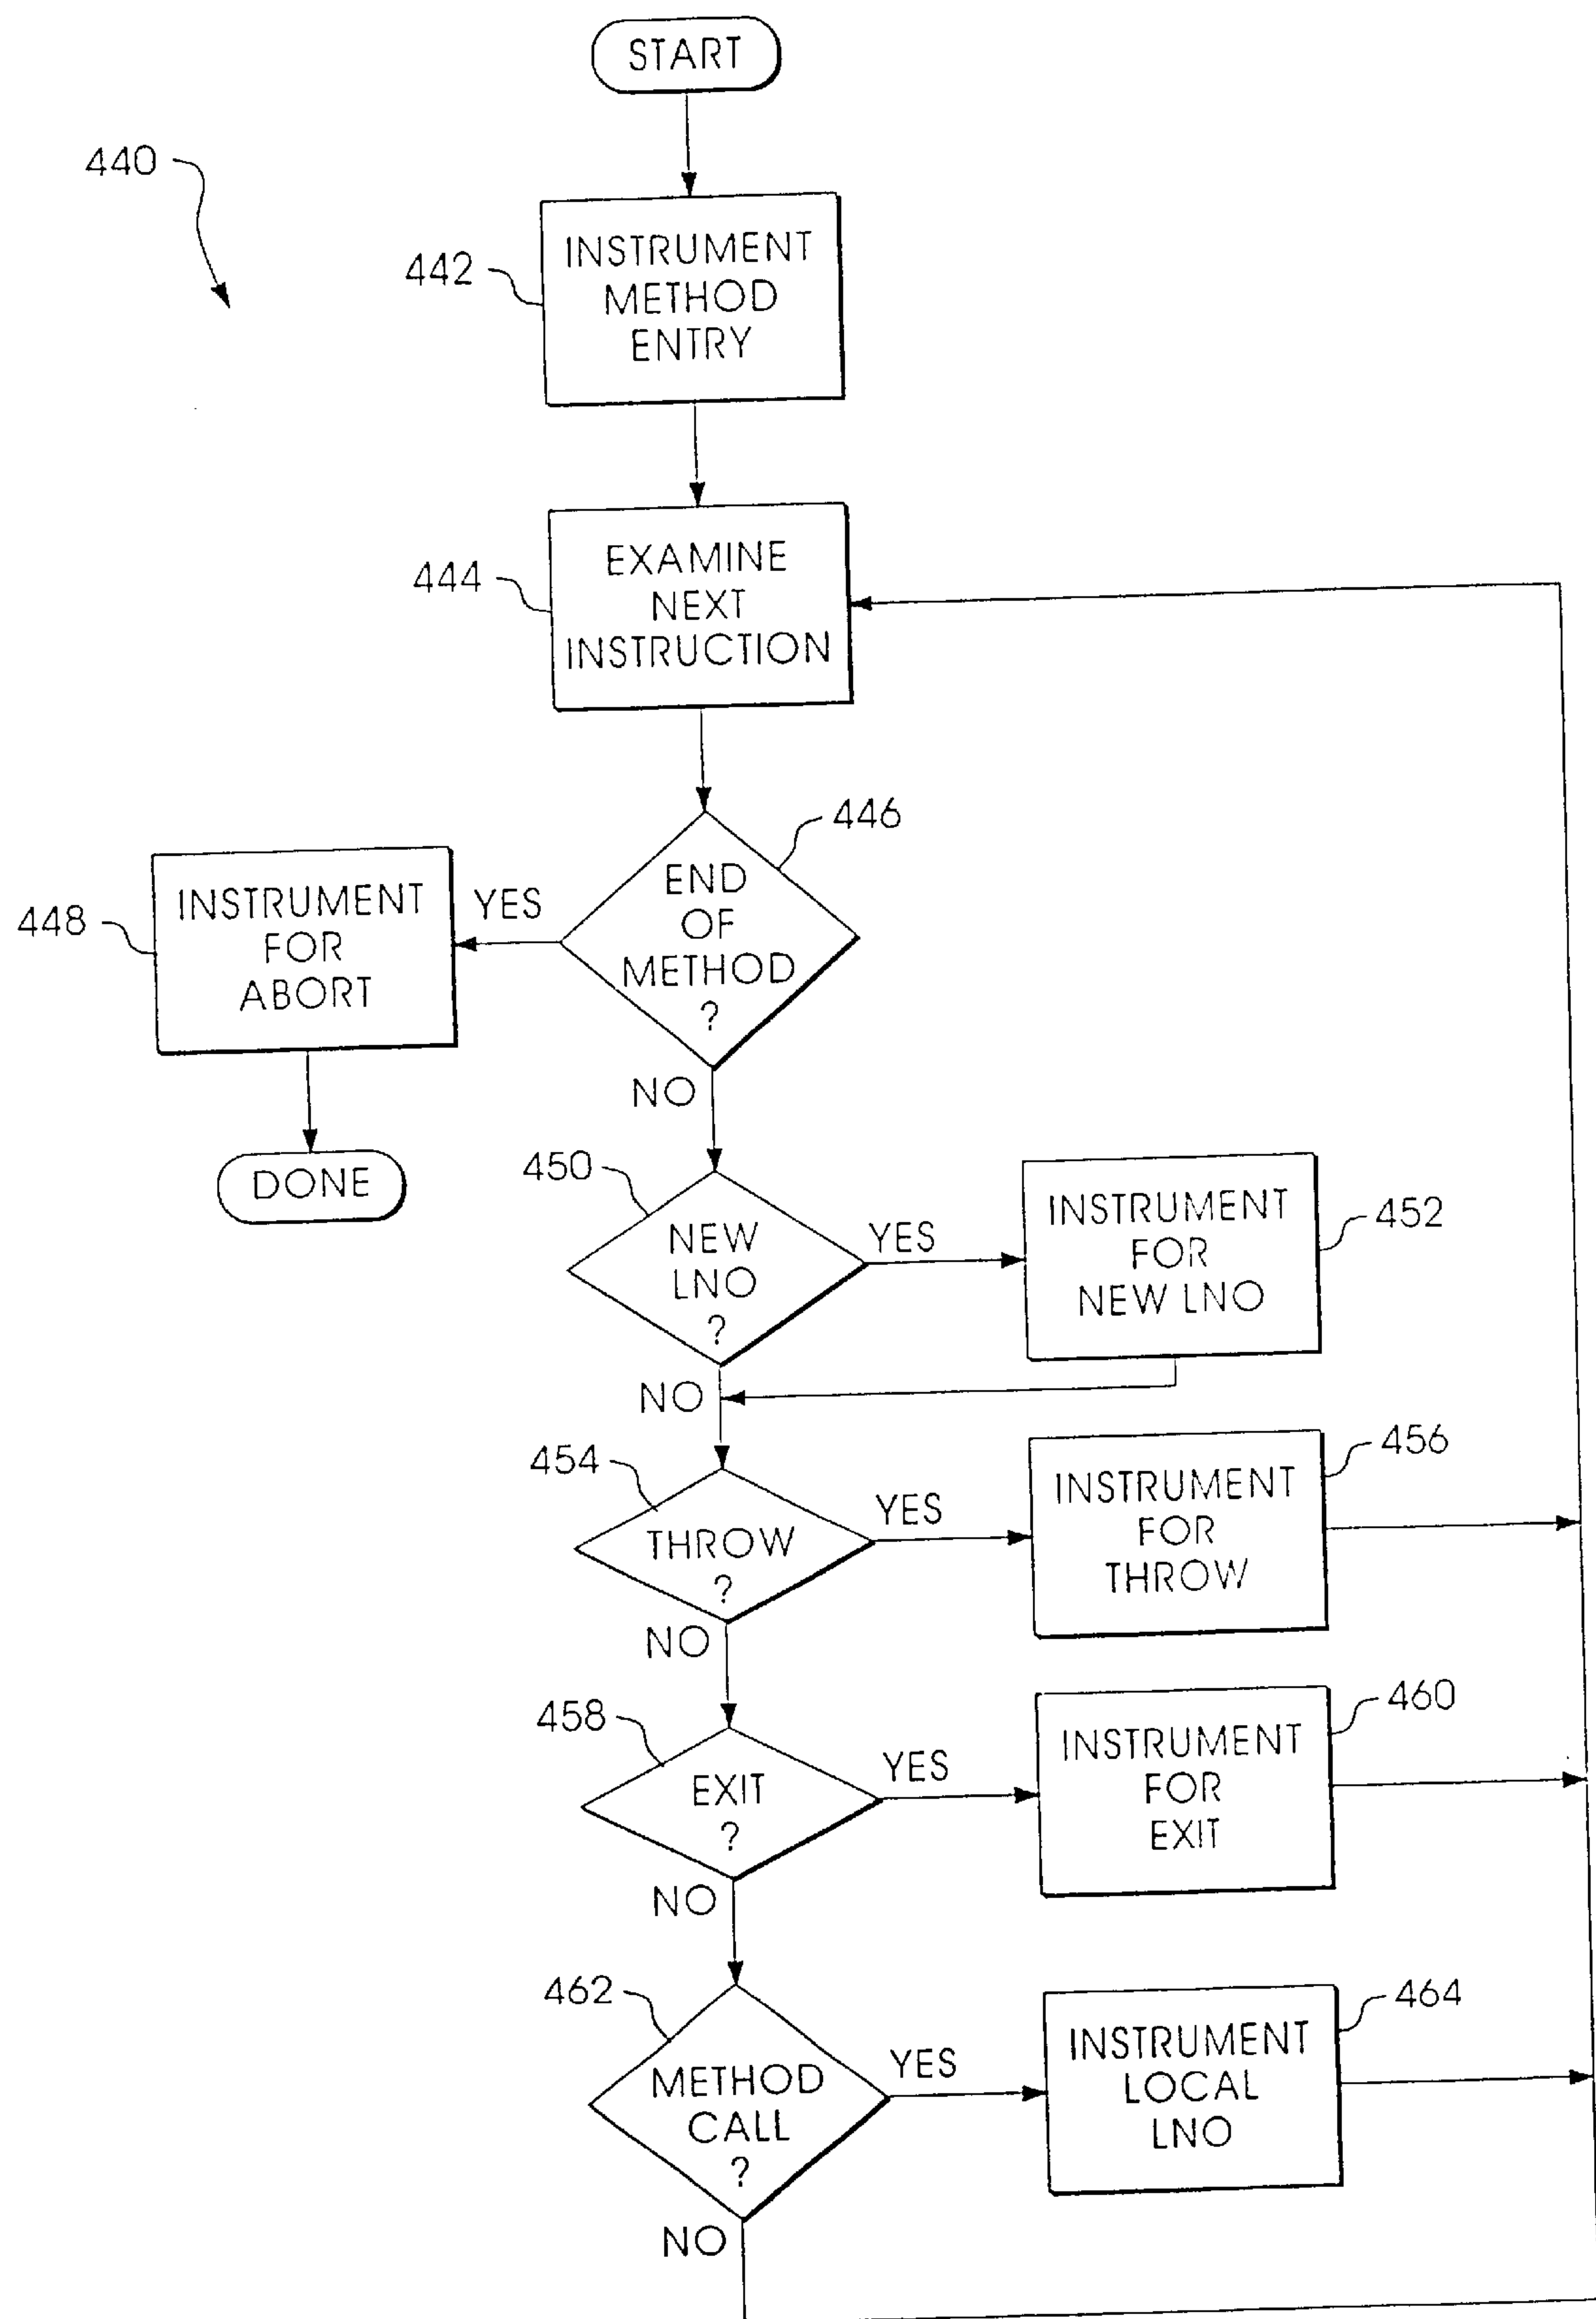 START
440
442
INSTRUMENT
METHOD
ENTRY
444
EXAMINE
NEXT
INSTRUCTION
446
END
OF
METHOD
?
YES
448
INSTRUMENT
FOR
ABORT
DONE
NO
450
NEW
LNO
?
YES
INSTRUMENT
FOR
NEW LNO
452
NO
454
THROW
?
YES
INSTRUMENT
FOR
THROW
456
NO
458
EXIT
?
YES
INSTRUMENT
FOR
EXIT
460
NO
462
METHOD
CALL
?
YES
INSTRUMENT
LOCAL
LNO
464
NO